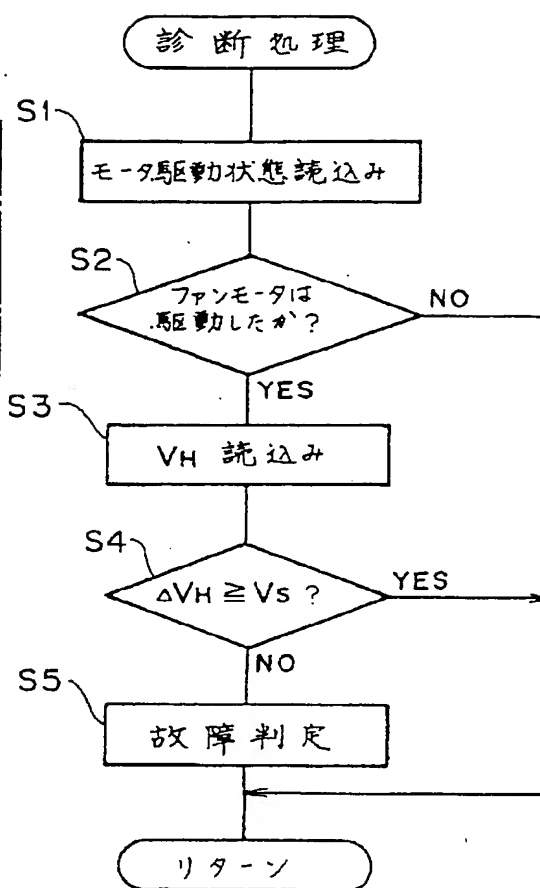 診断処理
S1
モータ駆動状態読込み
S2
ファンモータは
駆動したか?
NO
YES
S3
VH 読込み
S4
ΔVH ≧ VS ?
YES
NO
S5
故障判定
リターン